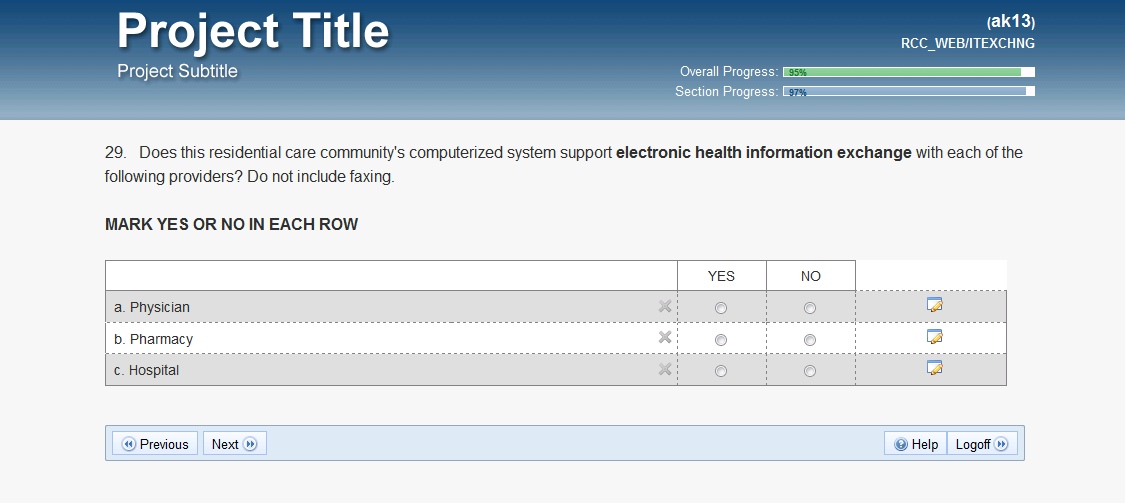 Project Title
Project Subtitle
(ak13)
RCC_WEB/ITEXCHNG
Overall Progress: 95%
Section Progress: 97%
29. Does this residential care community's computerized system support electronic health information exchange with each of the
following providers? Do not include faxing.
MARK YES OR NO IN EACH ROW
YES NO
a. Physician
b. Pharmacy
c. Hospital
Previous Next Help Logoff